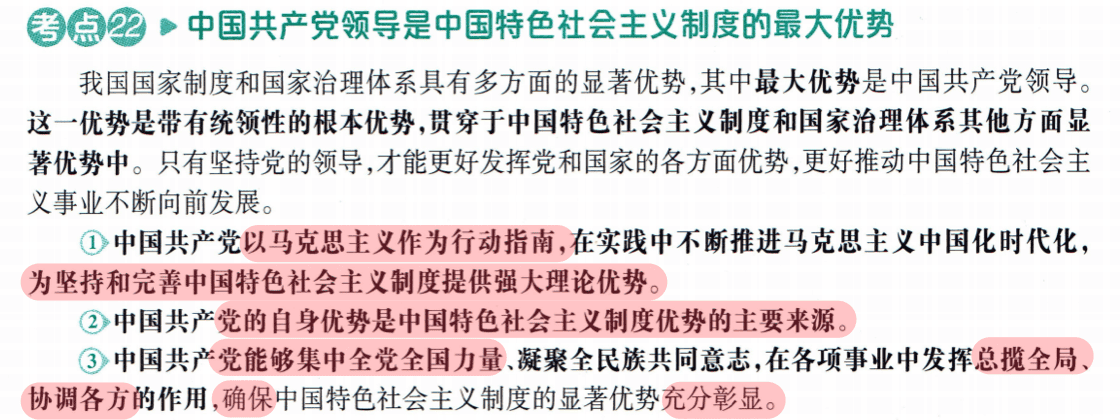 考点22 ▶ 中国共产党领导是中国特色社会主义制度的最大优势
我国国家制度和国家治理体系具有多方面的显著优势,其中最大优势是中国共产党领导。
这一优势是带有统领性的根本优势,贯穿于中国特色社会主义制度和国家治理体系其他方面显
著优势中。只有坚持党的领导,才能更好发挥党和国家的各方面优势,更好推动中国特色社会主
义事业不断向前发展。
①中国共产党以马克思主义作为行动指南,在实践中不断推进马克思主义中国化时代化,
为坚持和完善中国特色社会主义制度提供强大理论优势。
②中国共产党的自身优势是中国特色社会主义制度优势的主要来源。
③中国共产党能够集中全党全国力量、凝聚全民族共同意志,在各项事业中发挥总揽全局、
协调各方的作用,确保中国特色社会主义制度的显著优势充分彰显。